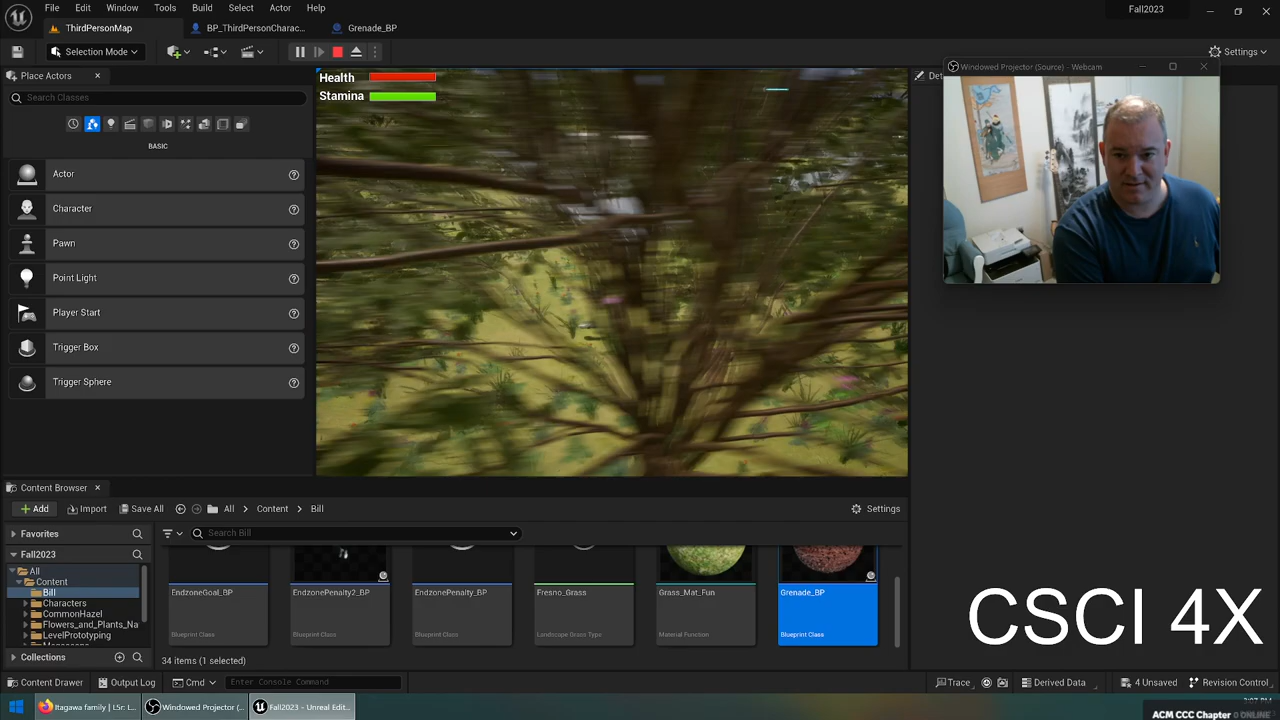 File
Edit
Window
Tools
Build
Select
Actor
Help
Fall2023
ThirdPersonMap
BP_ThirdPersonCharac...
Grenade_BP
Selection Mode
Settings
Place Actors
Health
Stamina
Windowed Projector (Source) - Webcam
Search Classes
BASIC
Actor
Character
Pawn
Point Light
Player Start
Trigger Box
Trigger Sphere
Content Browser
Add
Import
Save All
All
Content
Bill
Settings
Favorites
Search Bill
Fall2023
All
Content
Bill
Characters
CommonHazel
Flowers_and_Plants_Na
LevelPrototyping
Collections
EndzoneGoal_BP
Blueprint Class
EndzonePenalty2_BP
Blueprint Class
EndzonePenalty_BP
Blueprint Class
Fresno_Grass
Landscape Grass Type
Grass_Mat_Fun
Material Function
Grenade_BP
Blueprint Class
34 items (1 selected)
CSCI 4X
Content Drawer
Output Log
Cmd
Enter Console Command
Trace
Derived Data
4 Unsaved
Revision Control
Itagawa family? | l5r: L...
Windowed Projector (...
Fall2023 - Unreal Edit...
ACM CCC Chapter 0 ONLINE